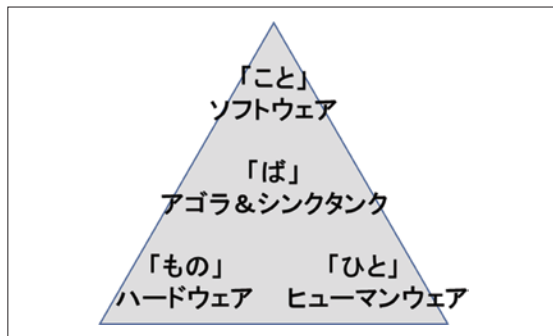 「こと」
ソフトウェア
「ば」
アゴラ＆シンクタンク
「もの」
ハードウェア
「ひと」
ヒューマンウェア